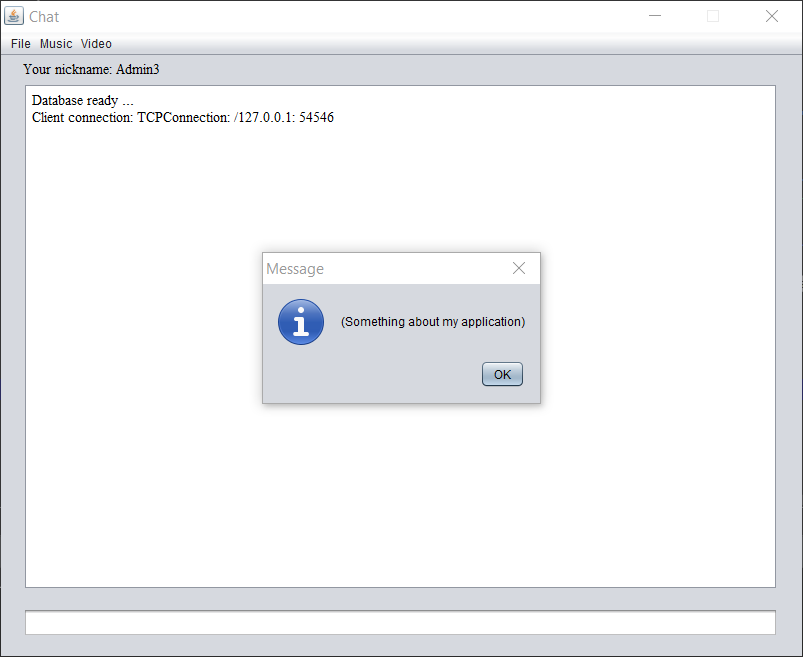 Chat
File Music Video
Your nickname: Admin3
Database ready ...
Client connection: TCPConnection: /127.0.0.1: 54546
Message
(Something about my application)
OK